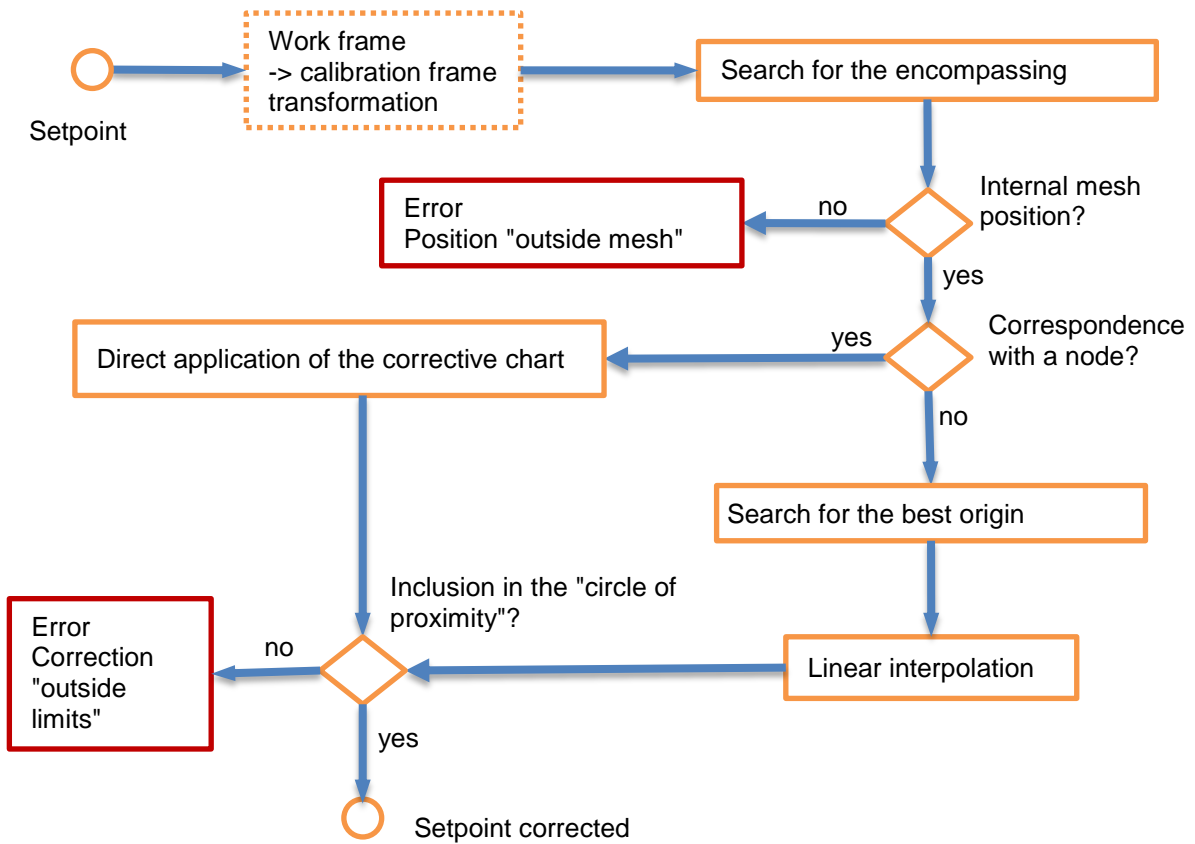 Work frame
-> calibration frame
transformation
Search for the encompassing
Setpoint
Internal mesh
position?
no
Error
Position "outside mesh"
yes
Correspondence
with a node?
yes
Direct application of the corrective chart
no
Search for the best origin
Inclusion in the "circle of
proximity"?
Error
Correction
"outside
limits"
no
Linear interpolation
yes
Setpoint corrected